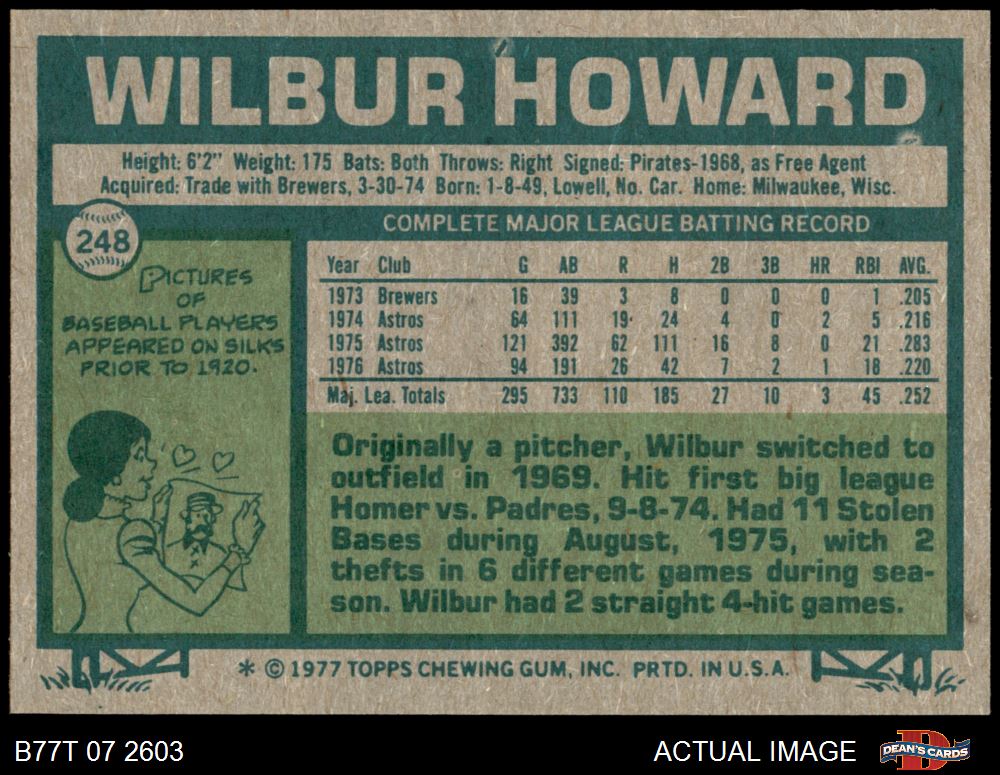 WILBUR HOWARD
Height: 6'2" Weight: 175 Bats: Both Throws: Right Signed: Pirates-1968, as Free Agent
Acquired: Trade with Brewers, 3-30-74 Born: 1-8-49, Lowell, No. Car. Home: Milwaukee, Wisc.
248
PICTURES
OF
BASEBALL PLAYERS
APPEARED ON SILKS
PRIOR TO 1920.
COMPLETE MAJOR LEAGUE BATTING RECORD
Year Club G AB R H 2B 3B HR RBI AVG.
1973 Brewers 16 39 3 8 0 0 0 1 .205
1974 Astros 64 111 19 24 4 0 2 5 .216
1975 Astros 121 392 62 111 16 8 0 21 .283
1976 Astros 94 191 26 42 7 2 1 18 .220
Maj. Lea. Totals 295 733 110 185 27 10 3 45 .252
Originally a pitcher, Wilbur switched to
outfield in 1969. Hit first big league
Homer vs. Padres, 9-8-74. Had 11 Stolen
Bases during August, 1975, with 2
thefts in 6 different games during sea-
son. Wilbur had 2 straight 4-hit games.
* © 1977 TOPPS CHEWING GUM, INC. PRTD. IN U.S.A.
B77T 07 2603
ACTUAL IMAGE
D
DEAN'S CARDS